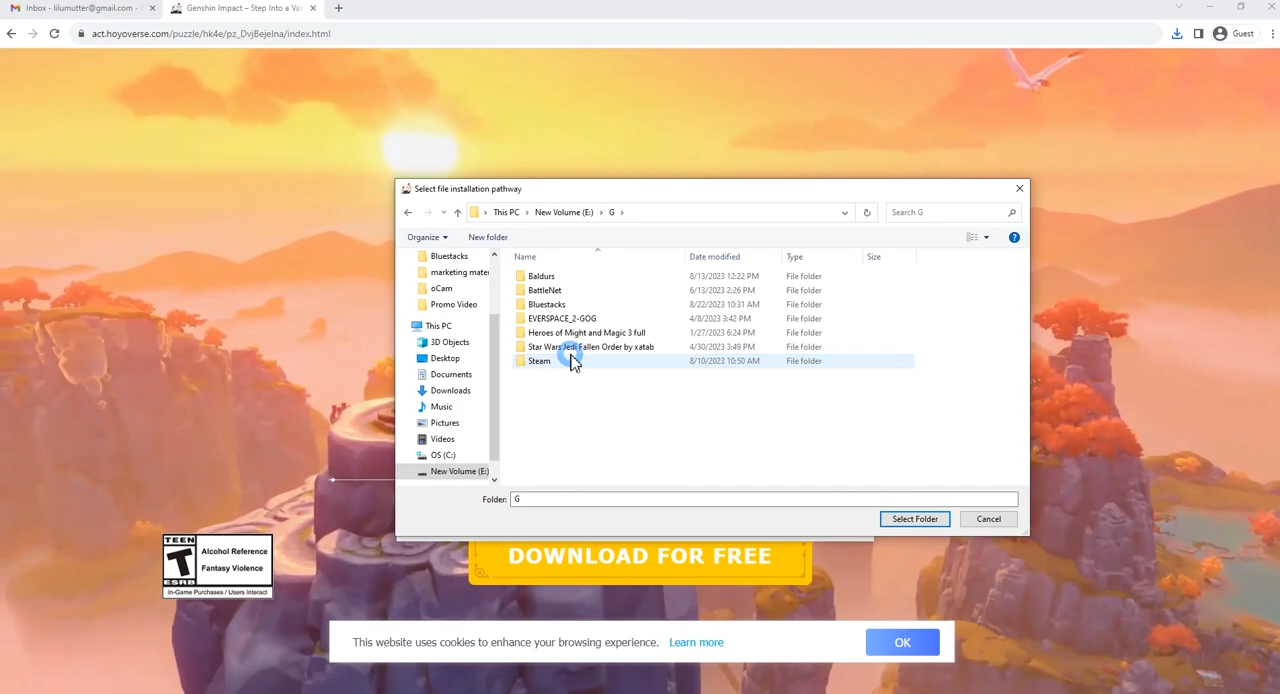 Inbox - lilumutter@gmail.com -
Genshin Impact – Step Into a Vas
act.hoyoverse.com/puzzle/hk4e/pz_DvjBejelna/index.html
Guest
Select file installation pathway
This PC › New Volume (E:) › G ›
Search G
Organize
New folder
Bluestacks
marketing mater
oCam
Promo Video
This PC
3D Objects
Desktop
Documents
Downloads
Music
Pictures
Videos
OS (C:)
New Volume (E:)
Name Date modified Type Size
Baldurs 8/13/2023 12:22 PM File folder
BattleNet 6/13/2023 2:26 PM File folder
Bluestacks 8/22/2023 10:31 AM File folder
EVERSPACE_2-GOG 4/8/2023 3:42 PM File folder
Heroes of Might and Magic 3 full 1/27/2023 6:24 PM File folder
Star Wars Jedi Fallen Order by xatab 4/30/2023 3:49 PM File folder
Steam 8/10/2023 10:50 AM File folder
Folder: G
Select Folder
Cancel
DOWNLOAD FOR FREE
TEEN
T
ESRB
Alcohol Reference
Fantasy Violence
In-Game Purchases / Users Interact
This website uses cookies to enhance your browsing experience. Learn more
OK